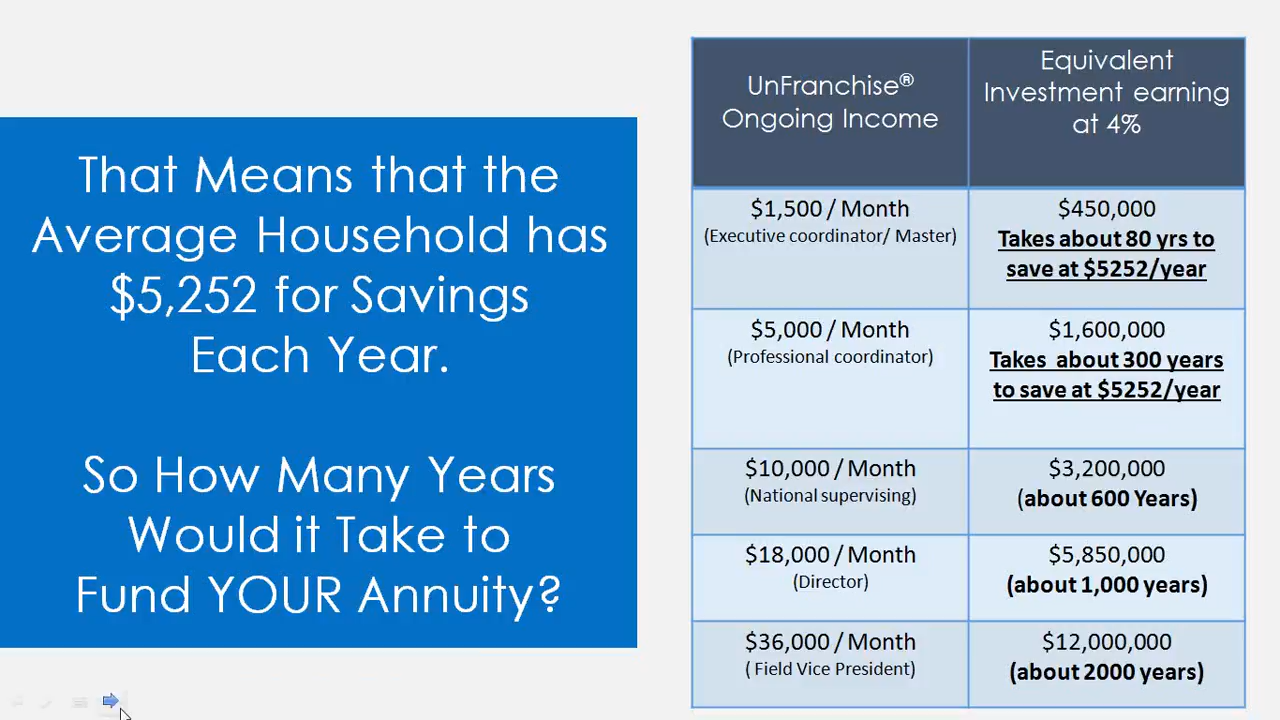 That Means that the
Average Household has
$5,252 for Savings
Each Year.
So How Many Years
Would it Take to
Fund YOUR Annuity?
UnFranchise®
Ongoing Income
Equivalent
Investment earning
at 4%
$1,500 / Month
(Executive coordinator/ Master)
$450,000
Takes about 80 yrs to
save at $5252/year
$5,000 / Month
(Professional coordinator)
$1,600,000
Takes  about 300 years
to save at $5252/year
$10,000 / Month
(National supervising)
$3,200,000
(about 600 Years)
$18,000 / Month
(Director)
$5,850,000
(about 1,000 years)
$36,000 / Month
( Field Vice President)
$12,000,000
(about 2000 years)